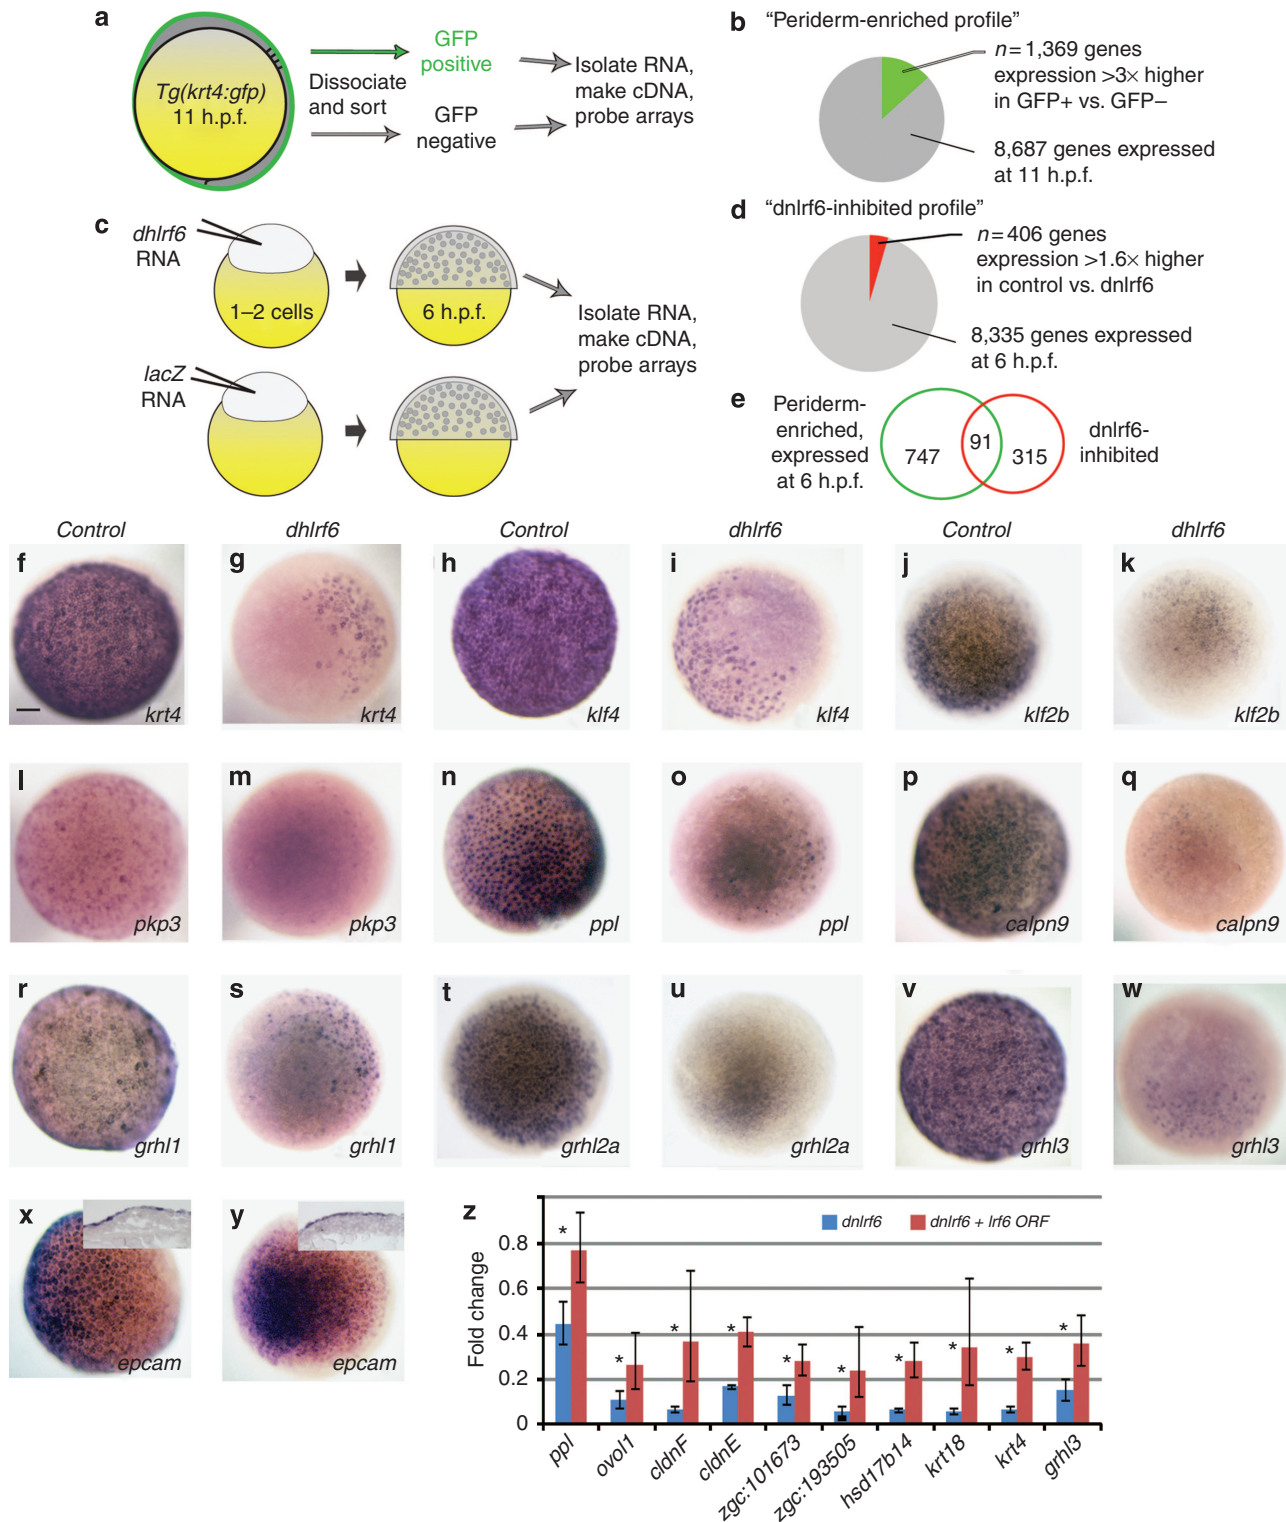 a
Tg(krt4:gfp)
11 h.p.f.
Dissociate
and sort
GFP
positive
GFP
negative
Isolate RNA,
make cDNA,
probe arrays
b "Periderm-enriched profile"
n = 1,369 genes
expression >3× higher
in GFP+ vs. GFP−
8,687 genes expressed
at 11 h.p.f.
c
dhlrf6
RNA
1–2 cells
6 h.p.f.
lacZ
RNA
Isolate RNA,
make cDNA,
probe arrays
d "dnlrf6-inhibited profile"
n = 406 genes
expression >1.6× higher
in control vs. dnlrf6
8,335 genes expressed
at 6 h.p.f.
e
Periderm-
enriched,
expressed
at 6 h.p.f.
747 91 315
dnlrf6-
inhibited
Control dhlrf6 Control dhlrf6 Control dhlrf6
f g h i j k
krt4 krt4 klf4 klf4 klf2b klf2b
l m n o p q
pkp3 pkp3 ppl ppl calpn9 calpn9
r s t u v w
grhl1 grhl1 grhl2a grhl2a grhl3 grhl3
x y
epcam epcam
z
dnlrf6 dnlrf6 + lrf6 ORF
Fold change
0.8
0.6
0.4
0.2
0
* * * * * * * * * *
ppl ovol1 cldnF cldnE zgc:101673 zgc:193505 hsd17b14 krt18 krt4 grhl3